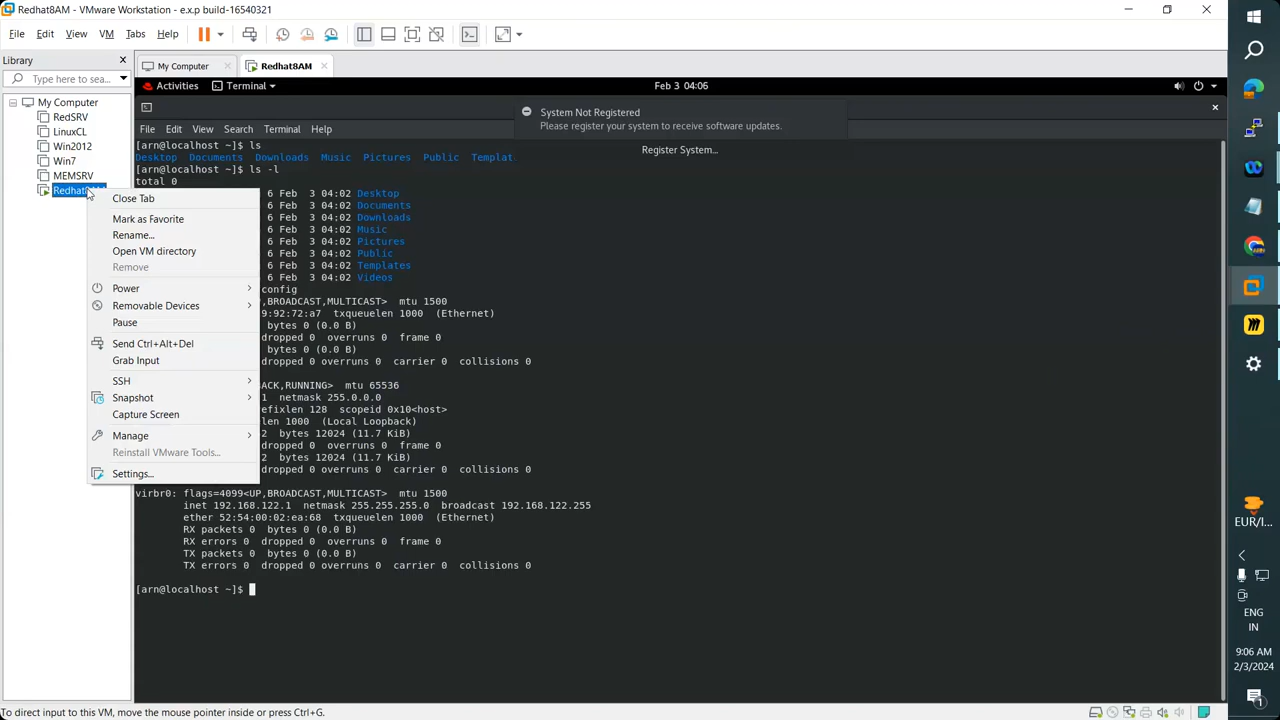 Redhat8AM - VMware Workstation - e.x.p build-16540321
File Edit View VM Tabs Help
Library
Type here to sea...
My Computer
RedSRV
LinuxCL
Win2012
Win7
MEMSRV
Redhat8AM
My Computer
Redhat8AM
Activities Terminal Feb 3 04:06
System Not Registered
Please register your system to receive software updates.
Register System...
File Edit View Search Terminal Help
[arn@localhost ~]$ ls
Desktop Documents Downloads Music Pictures Public Templat
[arn@localhost ~]$ ls -l
total 0
6 Feb 3 04:02 Desktop
6 Feb 3 04:02 Documents
6 Feb 3 04:02 Downloads
6 Feb 3 04:02 Music
6 Feb 3 04:02 Pictures
6 Feb 3 04:02 Public
6 Feb 3 04:02 Templates
6 Feb 3 04:02 Videos
config
P,BROADCAST,MULTICAST> mtu 1500
9:92:72:a7 txqueuelen 1000 (Ethernet)
bytes 0 (0.0 B)
dropped 0 overruns 0 frame 0
bytes 0 (0.0 B)
dropped 0 overruns 0 carrier 0 collisions 0
ACK,RUNNING> mtu 65536
1 netmask 255.0.0.0
efixlen 128 scopeid 0x10<host>
len 1000 (Local Loopback)
2 bytes 12024 (11.7 KiB)
dropped 0 overruns 0 frame 0
2 bytes 12024 (11.7 KiB)
dropped 0 overruns 0 carrier 0 collisions 0
virbr0: flags=4099<UP,BROADCAST,MULTICAST> mtu 1500
inet 192.168.122.1 netmask 255.255.255.0 broadcast 192.168.122.255
ether 52:54:00:02:ea:68 txqueuelen 1000 (Ethernet)
RX packets 0 bytes 0 (0.0 B)
RX errors 0 dropped 0 overruns 0 frame 0
TX packets 0 bytes 0 (0.0 B)
TX errors 0 dropped 0 overruns 0 carrier 0 collisions 0
[arn@localhost ~]$
Close Tab
Mark as Favorite
Rename...
Open VM directory
Remove
Power
Removable Devices
Pause
Send Ctrl+Alt+Del
Grab Input
SSH
Snapshot
Capture Screen
Manage
Reinstall VMware Tools...
Settings...
To direct input to this VM, move the mouse pointer inside or press Ctrl+G.
EUR/I...
ENG
IN
9:06 AM
2/3/2024
1